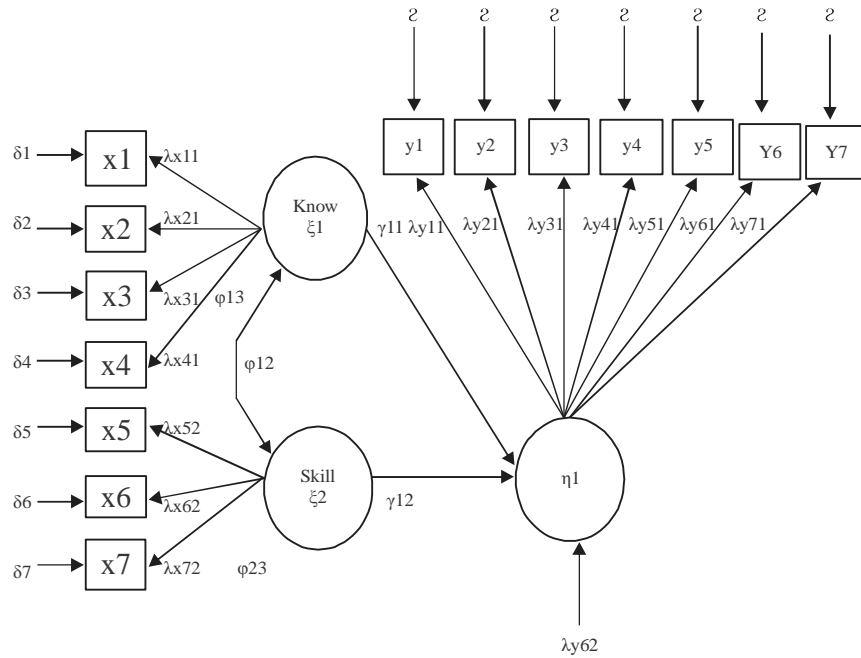 ƨ ƨ ƨ ƨ ƨ ƨ ƨ
y1 y2 y3 y4 y5 Y6 Y7
δ1 x1 λx11
δ2 x2 λx21
δ3 x3 λx31
δ4 x4 λx41
δ5 x5 λx52
δ6 x6 λx62
δ7 x7 λx72
Know
ξ1
φ13
φ12
Skill
ξ2
φ23
γ11 λy11 λy21 λy31 λy41 λy51 λy61 λy71
γ12
η1
λy62